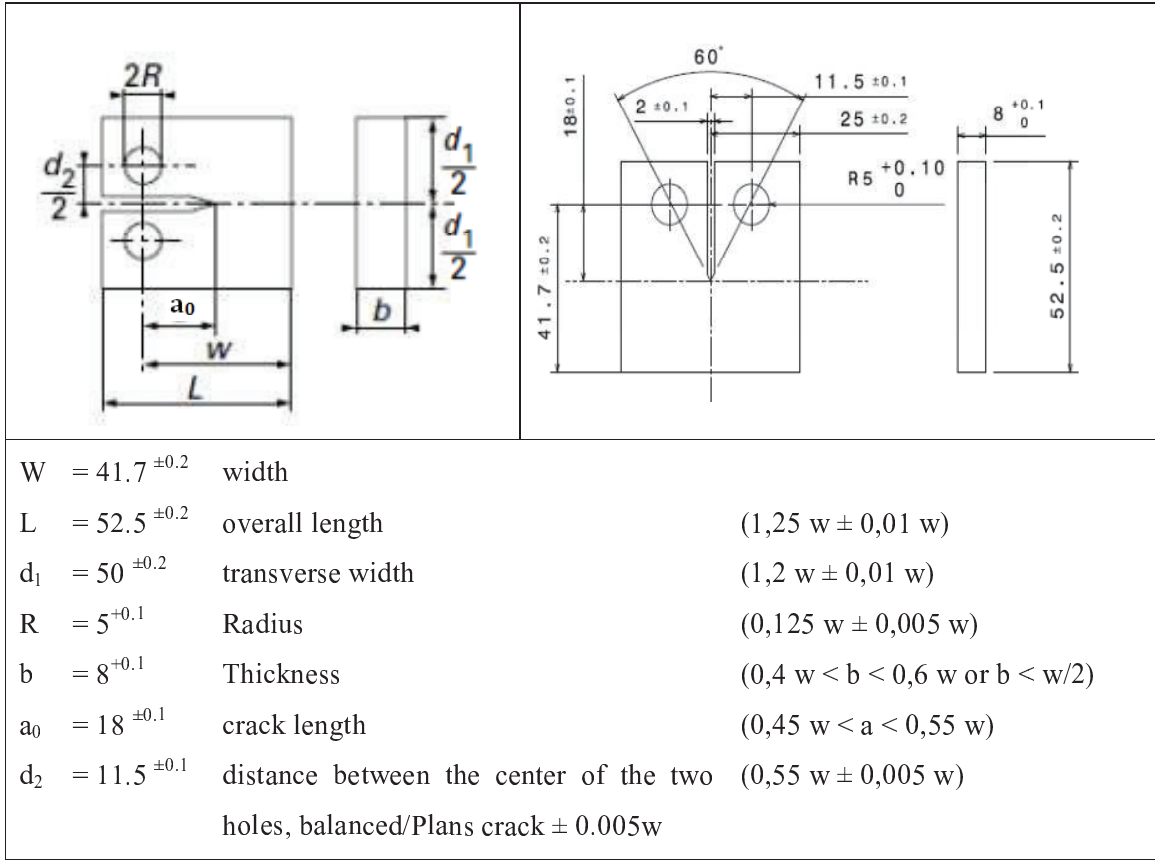 2R
d2
2
d1
2
d1
2
a0
b
w
L
60°
11.5 ±0.1
2 ±0.1
25 ±0.2
18±0.1
8 +0.1
0
R5 +0.10
0
41.7 ±0.2
52.5 ±0.2
W = 41.7 ±0.2 width
L = 52.5 ±0.2 overall length (1,25 w ± 0,01 w)
d1 = 50 ±0.2 transverse width (1,2 w ± 0,01 w)
R = 5+0.1 Radius (0,125 w ± 0,005 w)
b = 8+0.1 Thickness (0,4 w < b < 0,6 w or b < w/2)
a0 = 18 ±0.1 crack length (0,45 w < a < 0,55 w)
d2 = 11.5 ±0.1 distance between the center of the two (0,55 w ± 0,005 w)
holes, balanced/Plans crack ± 0.005w